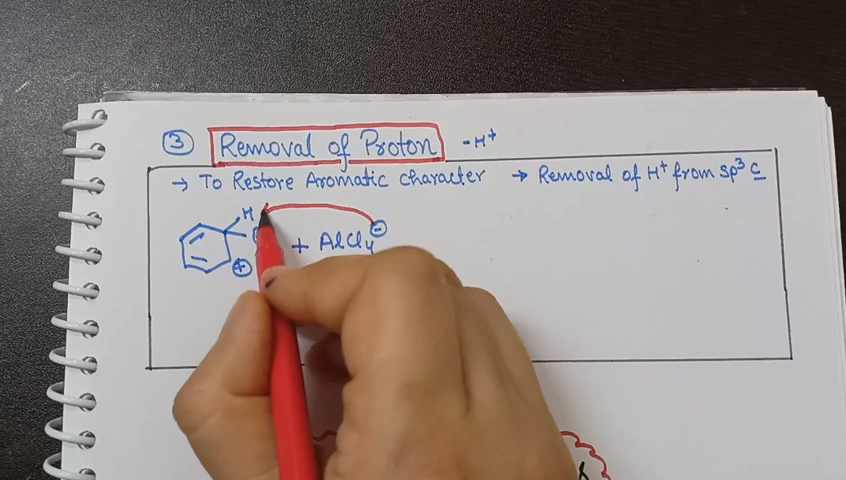 ③ Removal of Proton -H⁺
→ To Restore Aromatic character → Removal of H⁺ from sp³ C
H
+ AlCl₄ ⊖
⊕